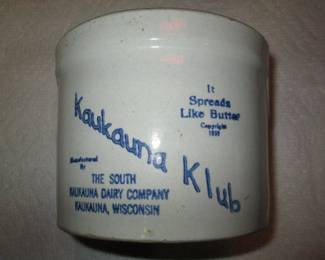 Kaukauna Klub
It
Spreads
Like Butter
Copyright
Manufactured
By
THE SOUTH
KAUKAUNA DAIRY COMPANY
KAUKAUNA, WISCONSIN